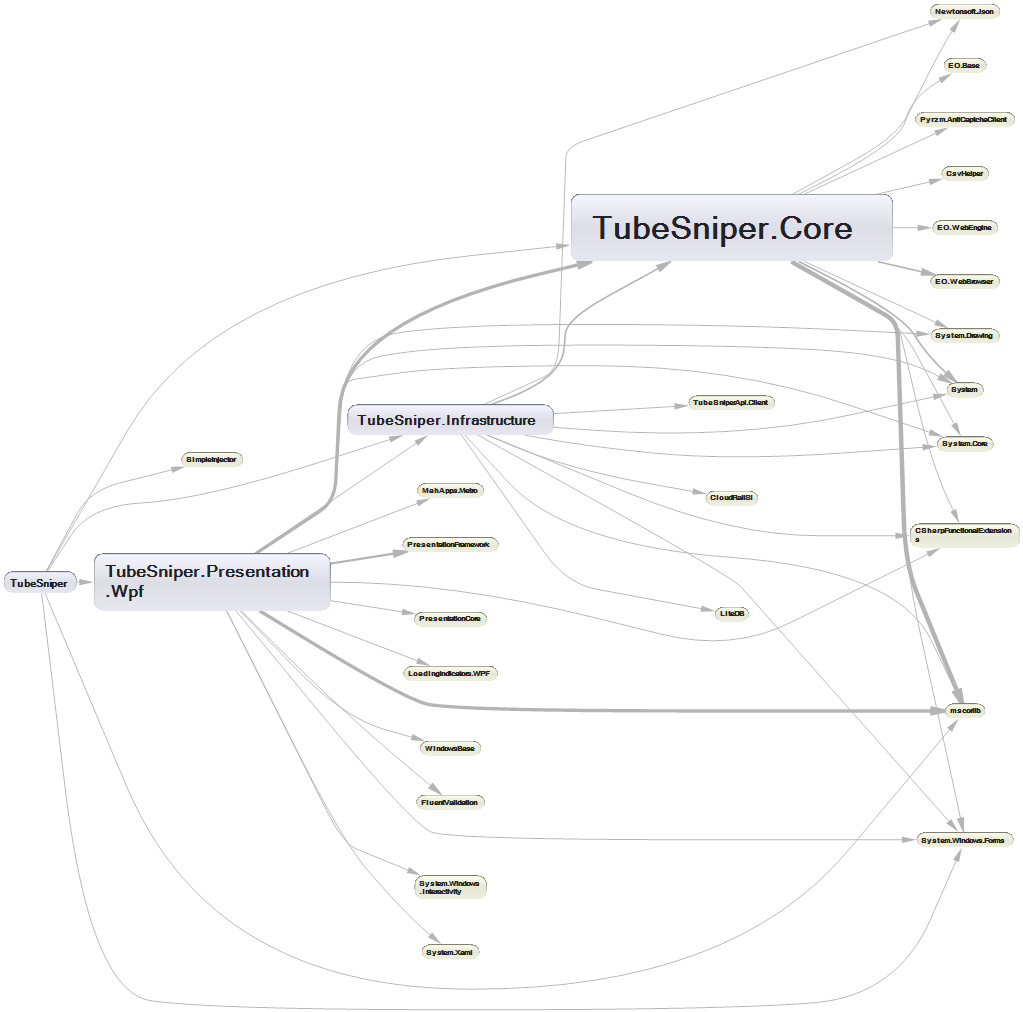 Newtonsoft.Json
EO.Base
Pyrzm.AntiCaptchaClient
CsvHelper
TubeSniper.Core
EO.WebEngine
EO.WebBrowser
System.Drawing
System
TubeSniperApi.Client
TubeSniper.Infrastructure
System.Core
SimpleInjector
MahApps.Metro
CloudRailSI
CSharpFunctionalExtension
s
PresentationFramework
TubeSniper.Presentation
.Wpf
TubeSniper
LiteDB
PresentationCore
LoadingIndicators.WPF
mscorlib
WindowsBase
FluentValidation
System.Windows.Forms
System.Windows
.Interactivity
System.Xaml